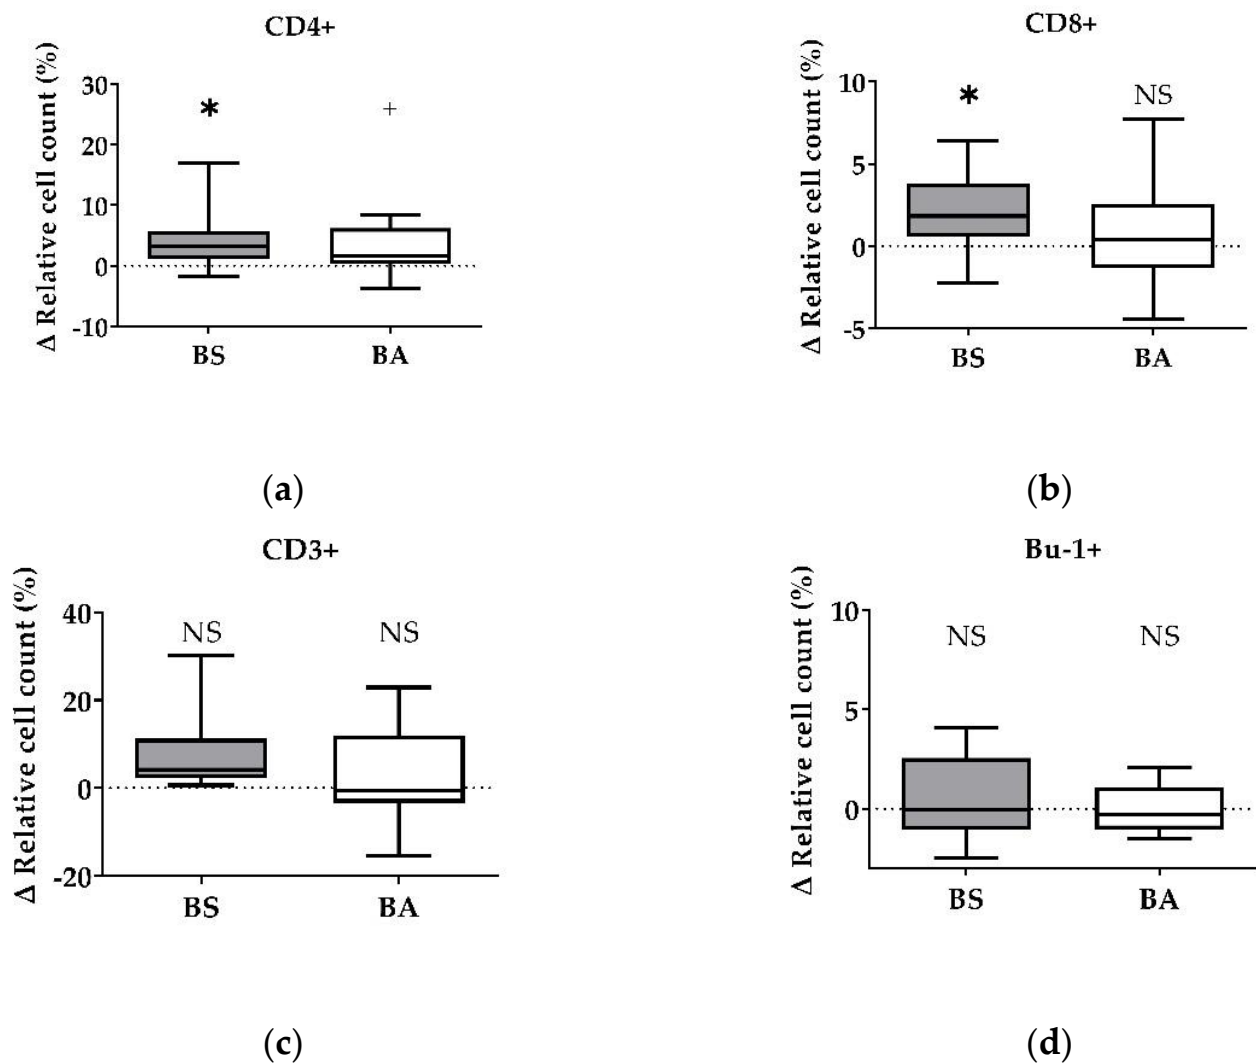 CD4+
Δ Relative cell count (%)
30
20
10
0
-10
*
+
BS
BA
(a)
CD8+
Δ Relative cell count (%)
10
5
0
-5
*
NS
BS
BA
(b)
CD3+
Δ Relative cell count (%)
40
20
0
-20
NS
NS
BS
BA
(c)
Bu-1+
Δ Relative cell count (%)
10
5
0
NS
NS
BS
BA
(d)